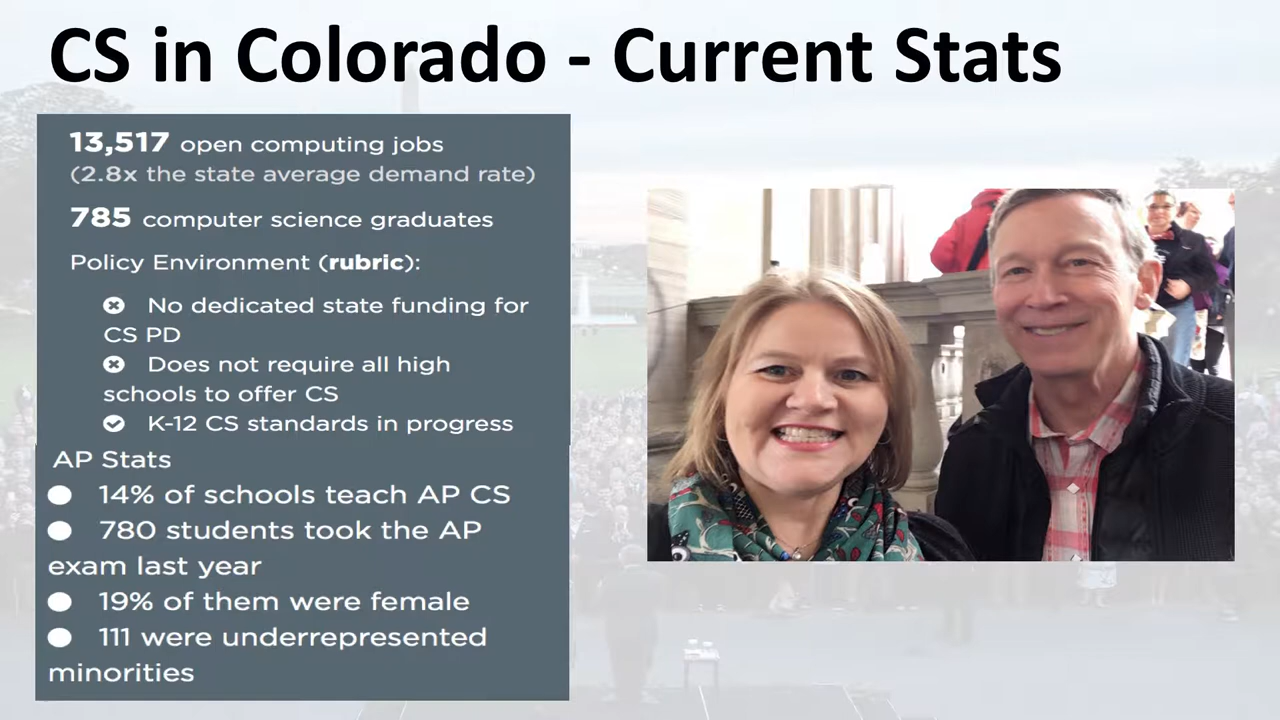 CS in Colorado - Current Stats
13,517 open computing jobs
(2.8x the state average demand rate)
785 computer science graduates
Policy Environment (rubric):
No dedicated state funding for
CS PD
Does not require all high
schools to offer CS
K-12 CS standards in progress
AP Stats
● 14% of schools teach AP CS
● 780 students took the AP
exam last year
● 19% of them were female
● 111 were underrepresented
minorities